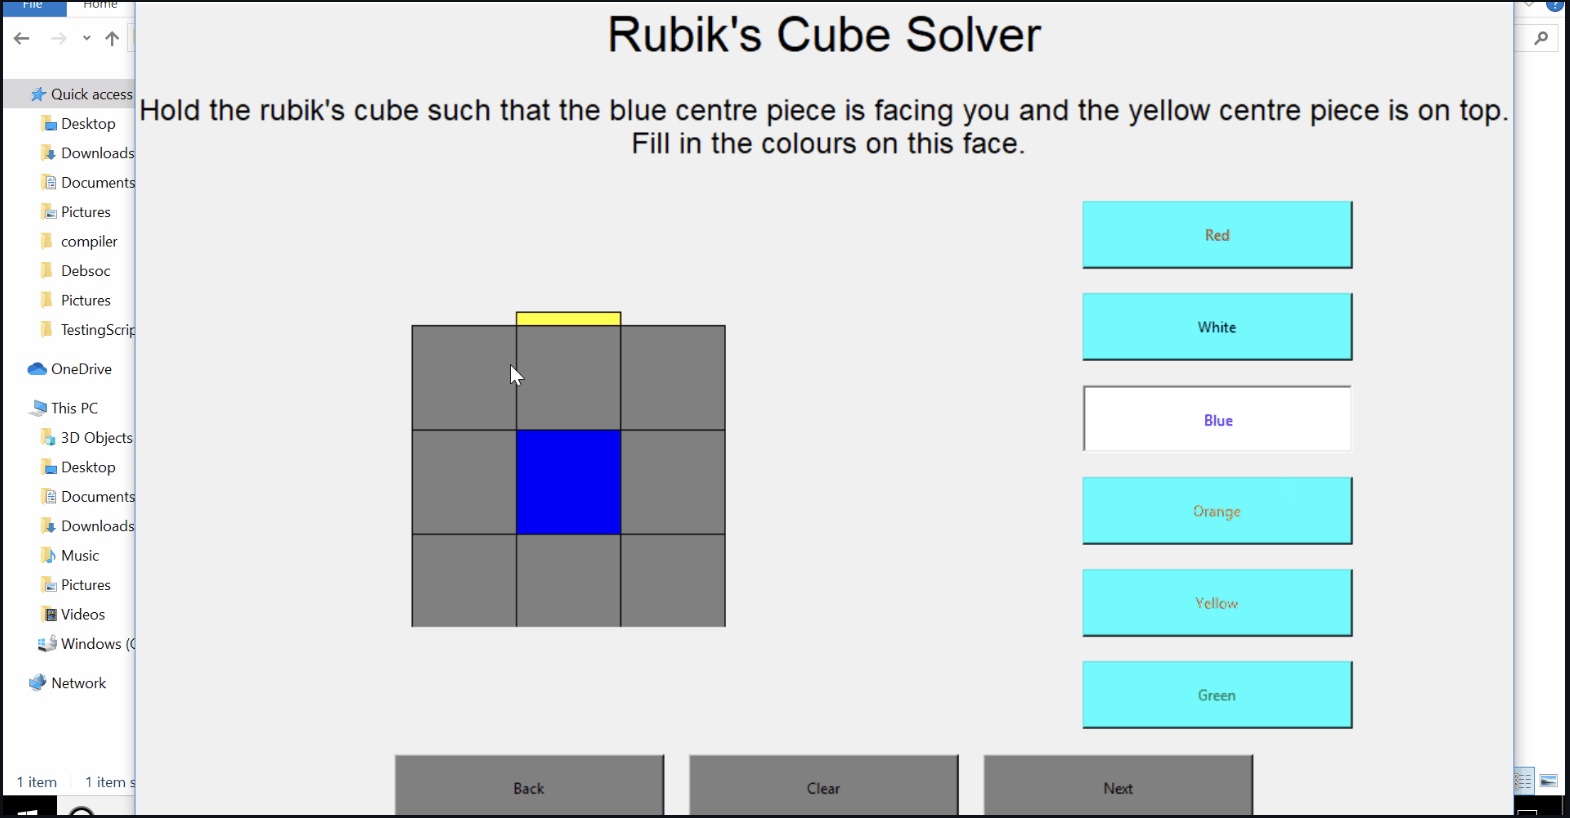 File Home
Rubik's Cube Solver
Hold the rubik's cube such that the blue centre piece is facing you and the yellow centre piece is on top.
Fill in the colours on this face.
Quick access
Desktop
Downloads
Documents
Pictures
compiler
Debsoc
Pictures
TestingScrip
OneDrive
This PC
3D Objects
Desktop
Documents
Downloads
Music
Pictures
Videos
Windows (C
Network
Red
White
Blue
Orange
Yellow
Green
Back
Clear
Next
1 item 1 item s
?